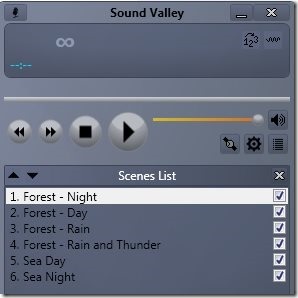 Sound Valley
∞
123
--:--
Scenes List
1. Forest - Night
2. Forest - Day
3. Forest - Rain
4. Forest - Rain and Thunder
5. Sea Day
6. Sea Night